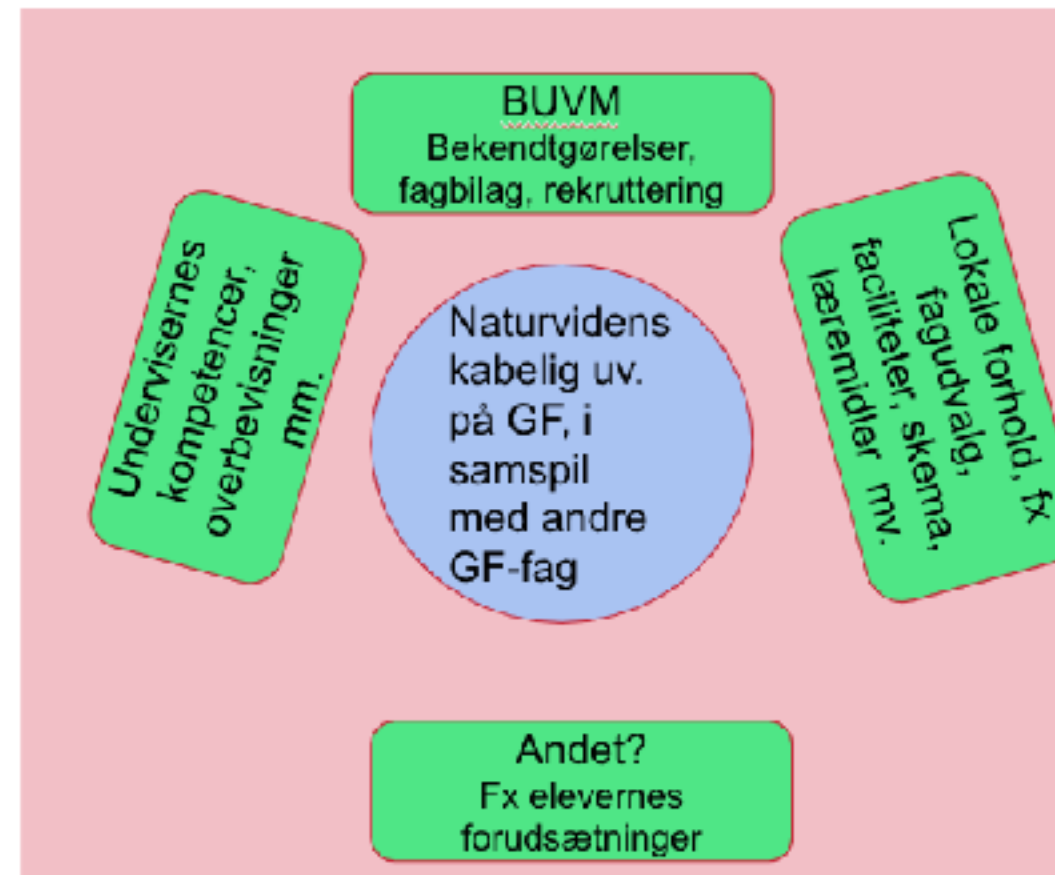 BUVM
Bekendtgørelser,
fagbilag, rekruttering
Undervisernes
kompetencer,
overbevisninger
mm.
Naturvidens
kabelig uv.
på GF, i
samspil
med andre
GF-fag
Lokale forhold, fx
fagudvalg,
faciliteter, skema,
læremidler mv.
Andet?
Fx elevernes
forudsætninger